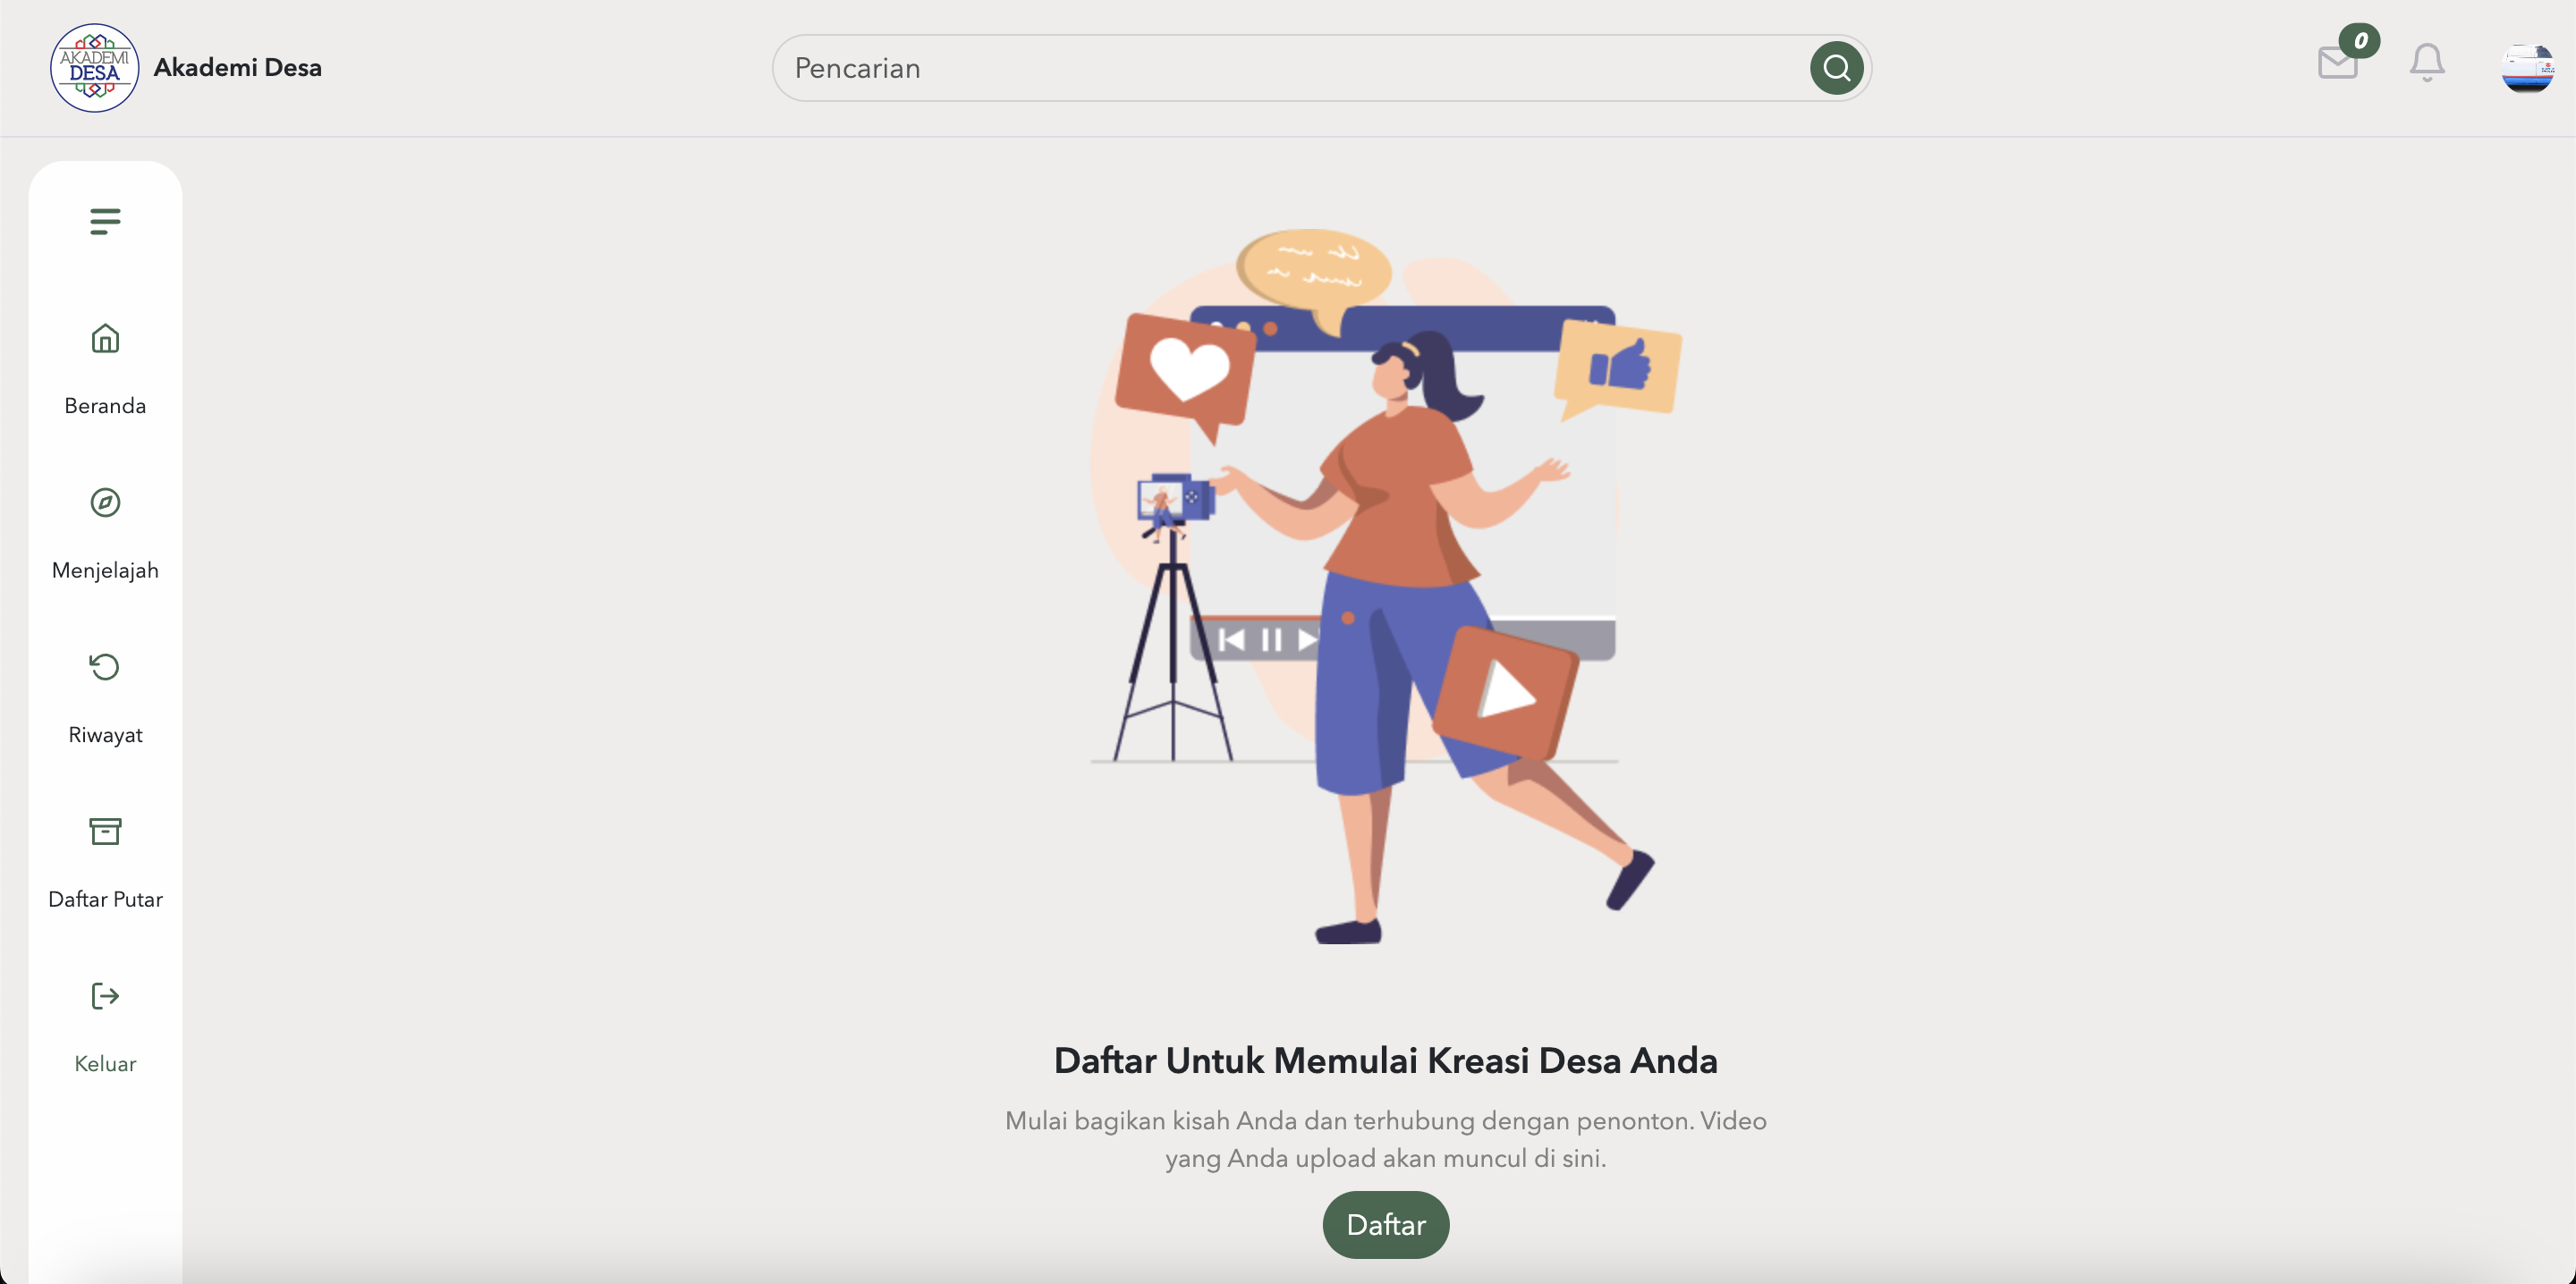 AKADEMI
DESA
Akademi Desa
Pencarian
0
Beranda
Menjelajah
Riwayat
Daftar Putar
Keluar
Daftar Untuk Memulai Kreasi Desa Anda
Mulai bagikan kisah Anda dan terhubung dengan penonton. Video
yang Anda upload akan muncul di sini.
Daftar